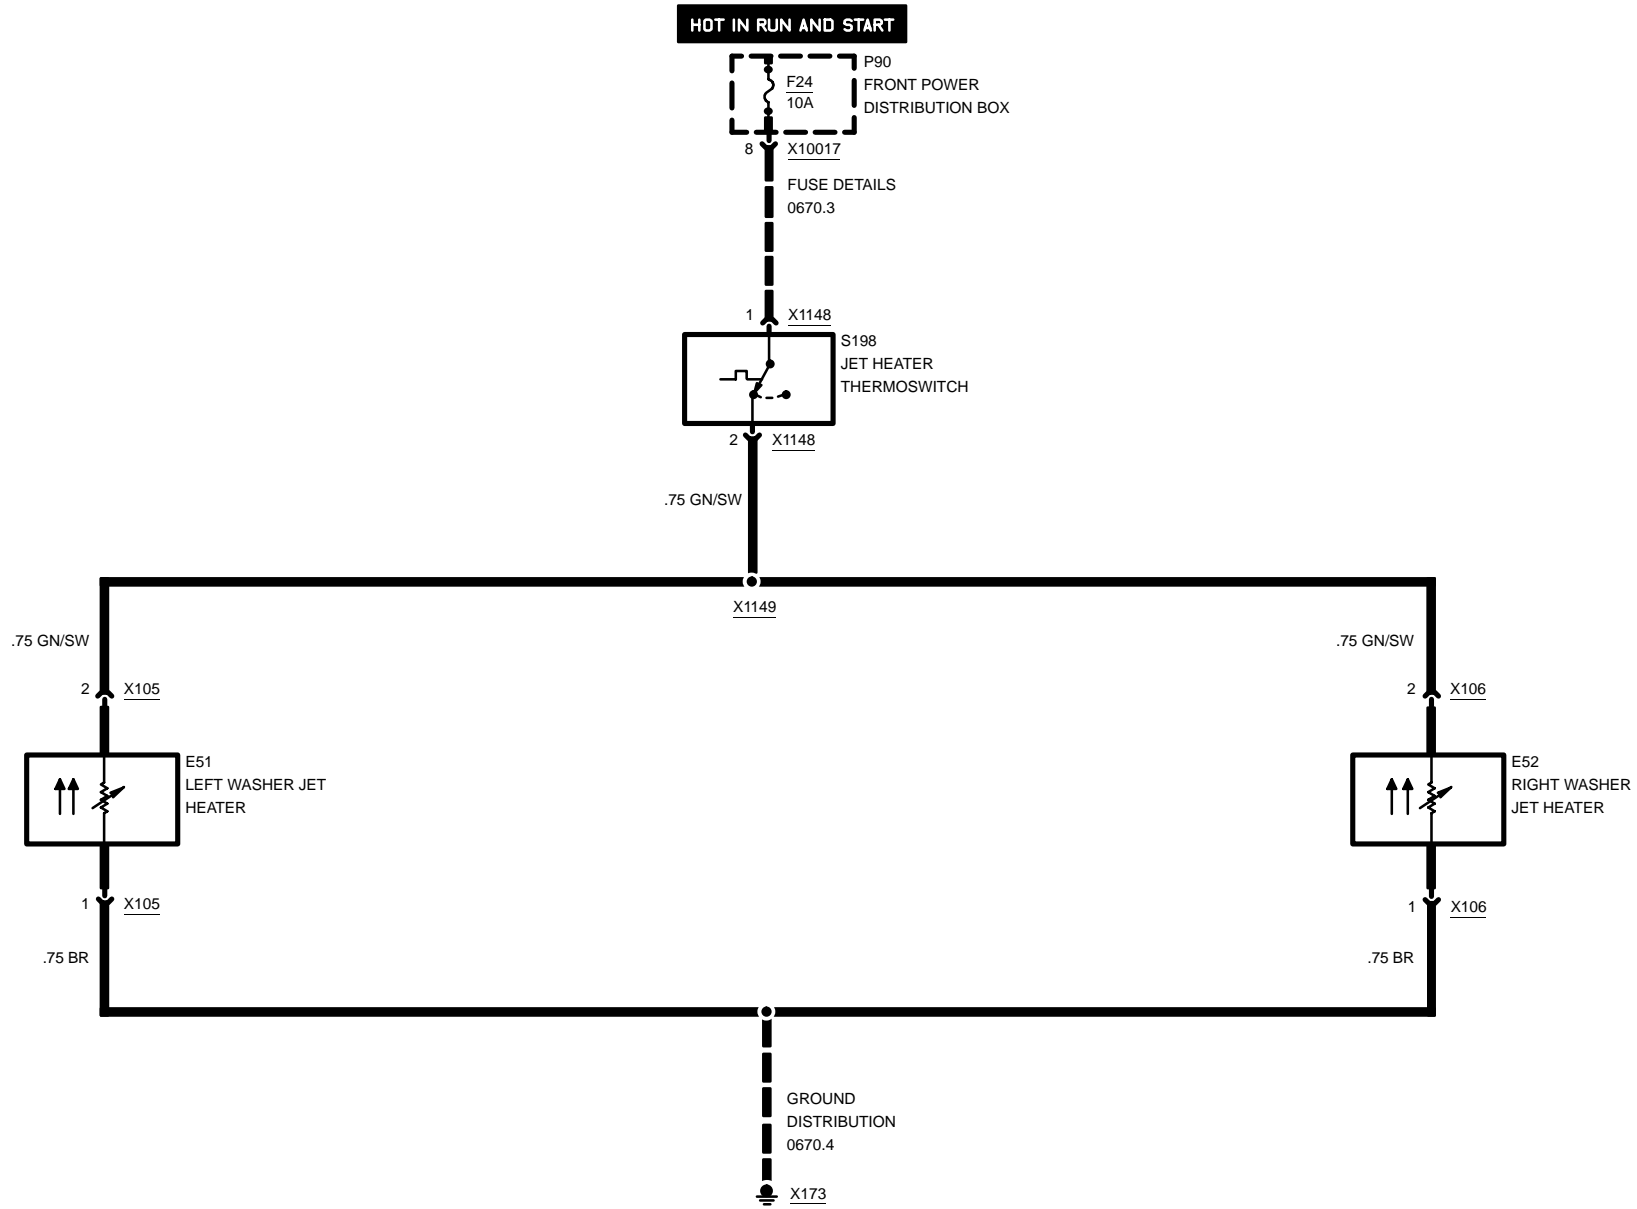 HOT IN RUN AND START
P90
FRONT POWER
DISTRIBUTION BOX
F24
10A
8 X10017
FUSE DETAILS
0670.3
1 X1148
S198
JET HEATER
THERMOSWITCH
2 X1148
.75 GN/SW
X1149
.75 GN/SW
.75 GN/SW
2 X105
2 X106
E51
LEFT WASHER JET
HEATER
E52
RIGHT WASHER
JET HEATER
1 X105
1 X106
.75 BR
.75 BR
GROUND
DISTRIBUTION
0670.4
X173